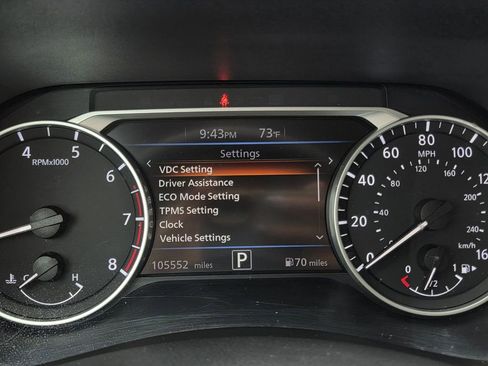 9:43PM 73°F
Settings
VDC Setting
Driver Assistance
ECO Mode Setting
TPMS Setting
Clock
Vehicle Settings
105552 miles P 70 miles
4 5 6 7 8
RPMx1000
C H
0 20 40 60 80 100 120
MPH
0 40 80 120 160 200 240
km/h
0 1/2 1